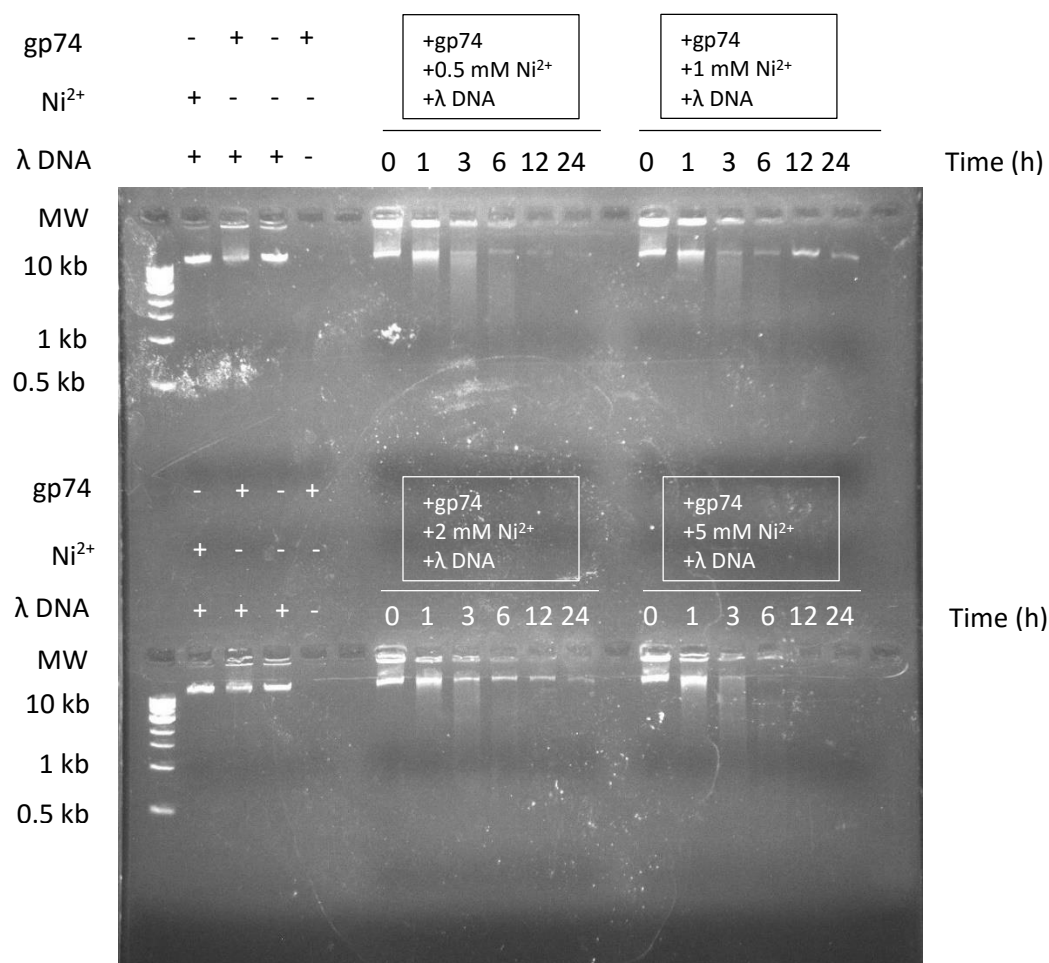 gp74 - + - +
Ni²⁺ + - - -
λ DNA + + + -
+gp74
+0.5 mM Ni²⁺
+λ DNA
+gp74
+1 mM Ni²⁺
+λ DNA
0 1 3 6 12 24
0 1 3 6 12 24
Time (h)
MW
10 kb
1 kb
0.5 kb
gp74 - + - +
Ni²⁺ + - - -
λ DNA + + + -
+gp74
+2 mM Ni²⁺
+λ DNA
+gp74
+5 mM Ni²⁺
+λ DNA
0 1 3 6 12 24
0 1 3 6 12 24
Time (h)
MW
10 kb
1 kb
0.5 kb